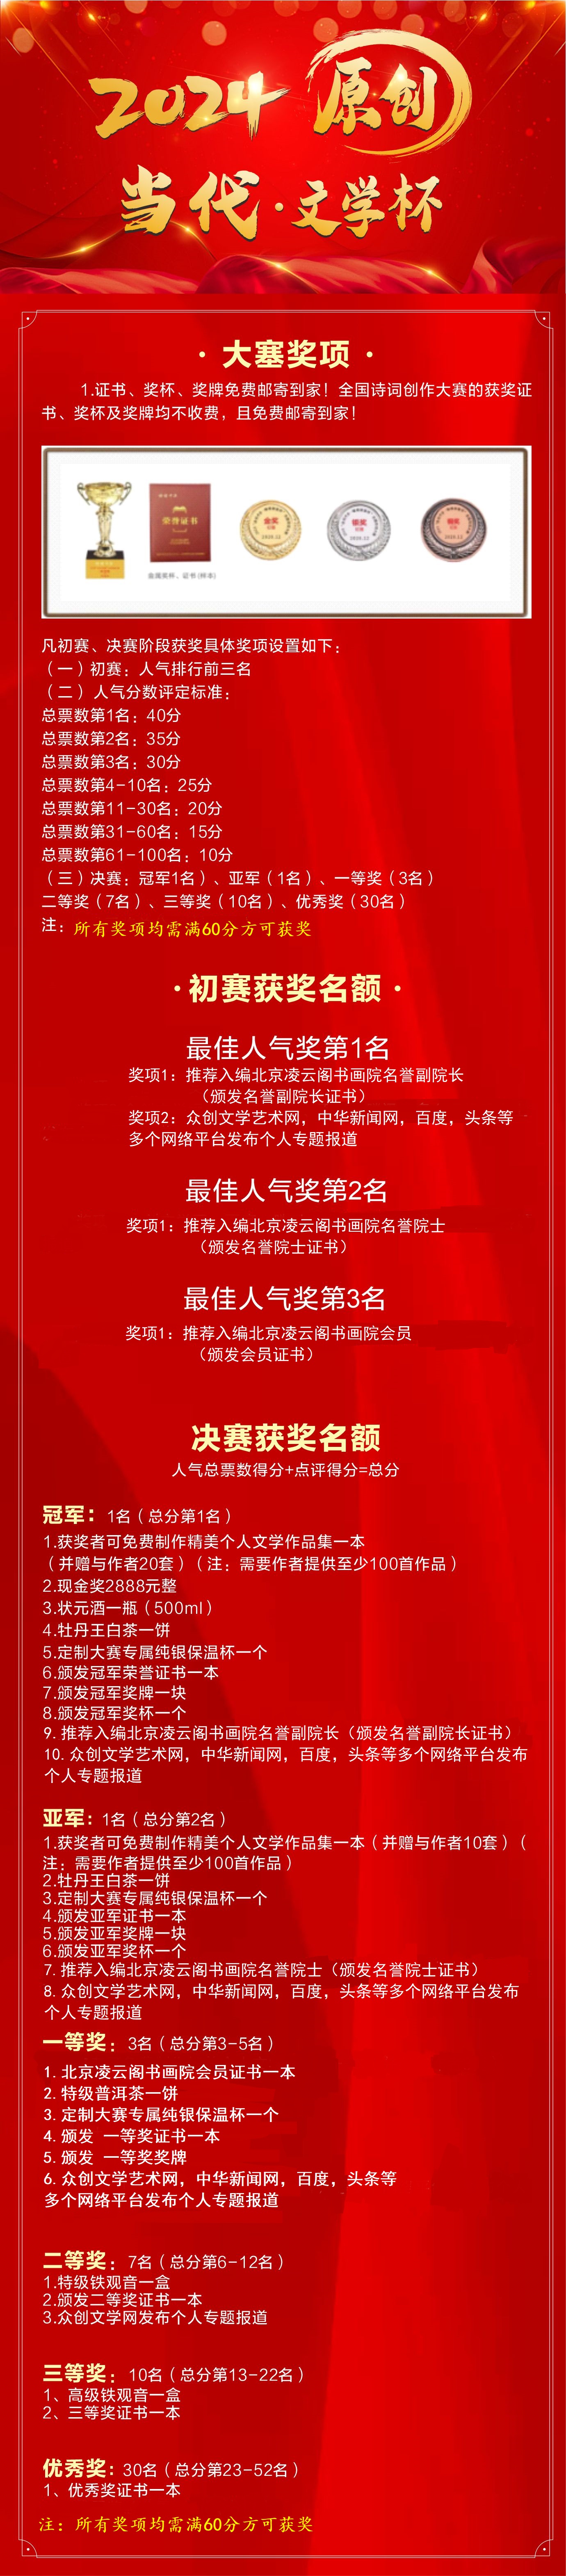 2024 原创
当代·文学杯
· 大塞奖项 ·
1.证书、奖杯、奖牌免费邮寄到家！全国诗词创作大赛的获奖证
书、奖杯及奖牌均不收费，且免费邮寄到家！
荣誉证书
金奖
银奖
铜奖
2020.12
2020.12
2020.12
金榜奖杯、证书(样本)
凡初赛、决赛阶段获奖具体奖项设置如下：
（一）初赛：人气排行前三名
（二） 人气分数评定标准：
总票数第1名：40分
总票数第2名：35分
总票数第3名：30分
总票数第4-10名：25分
总票数第11-30名：20分
总票数第31-60名：15分
总票数第61-100名：10分
（三）决赛：冠军1名）、亚军（1名）、一等奖（3名）
二等奖（7名）、三等奖（10名）、优秀奖（30名）
注：所有奖项均需满60分方可获奖
·初赛获奖名额·
最佳人气奖第1名
奖项1：推荐入编北京凌云阁书画院名誉副院长
（颁发名誉副院长证书）
奖项2：众创文学艺术网，中华新闻网，百度，头条等
多个网络平台发布个人专题报道
最佳人气奖第2名
奖项1：推荐入编北京凌云阁书画院名誉院士
（颁发名誉院士证书）
最佳人气奖第3名
奖项1：推荐入编北京凌云阁书画院会员
（颁发会员证书）
决赛获奖名额
人气总票数得分+点评得分=总分
冠军：1名（总分第1名）
1.获奖者可免费制作精美个人文学作品集一本
（并赠与作者20套）（注：需要作者提供至少100首作品）
2.现金奖2888元整
3.状元酒一瓶（500ml）
4.牡丹王白茶一饼
5.定制大赛专属纯银保温杯一个
6.颁发冠军荣誉证书一本
7.颁发冠军奖牌一块
8.颁发冠军奖杯一个
9. 推荐入编北京凌云阁书画院名誉副院长（颁发名誉副院长证书）
10. 众创文学艺术网，中华新闻网，百度，头条等多个网络平台发布
个人专题报道
亚军：1名（总分第2名）
1.获奖者可免费制作精美个人文学作品集一本（并赠与作者10套）（
注：需要作者提供至少100首作品）
2.牡丹王白茶一饼
3.定制大赛专属纯银保温杯一个
4.颁发亚军证书一本
5.颁发亚军奖牌一块
6.颁发亚军奖杯一个
7. 推荐入编北京凌云阁书画院名誉院士（颁发名誉院士证书）
8. 众创文学艺术网，中华新闻网，百度，头条等多个网络平台发布
个人专题报道
一等奖：3名（总分第3-5名）
1. 北京凌云阁书画院会员证书一本
2. 特级普洱茶一饼
3. 定制大赛专属纯银保温杯一个
4. 颁发 一等奖证书一本
5. 颁发 一等奖奖牌
6. 众创文学艺术网，中华新闻网，百度，头条等
多个网络平台发布个人专题报道
二等奖：7名（总分第6-12名）
1.特级铁观音一盒
2.颁发二等奖证书一本
3.众创文学网发布个人专题报道
三等奖：10名（总分第13-22名）
1、高级铁观音一盒
2、三等奖证书一本
优秀奖：30名（总分第23-52名）
1、优秀奖证书一本
注：所有奖项均需满60分方可获奖